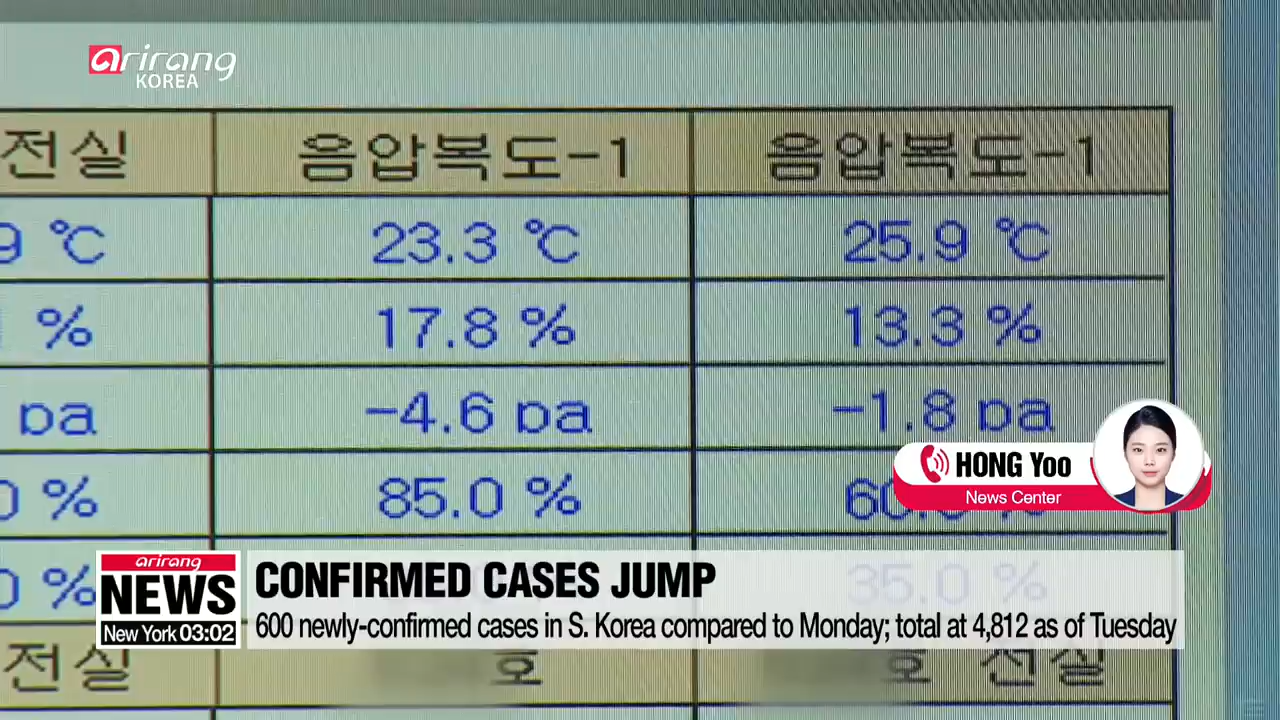 arirang
KOREA
전실 음압복도-1 음압복도-1
9 ℃ 23.3 ℃ 25.9 ℃
% 17.8 % 13.3 %
pa -4.6 pa -1.8 pa
HONG Yoo
0 % 85.0 %
News Center
arirang
NEWS
New York 03:02
CONFIRMED CASES JUMP
600 newly-confirmed cases in S. Korea compared to Monday; total at 4,812 as of Tuesday
0 % 35.0 %
전실 호 호 전실